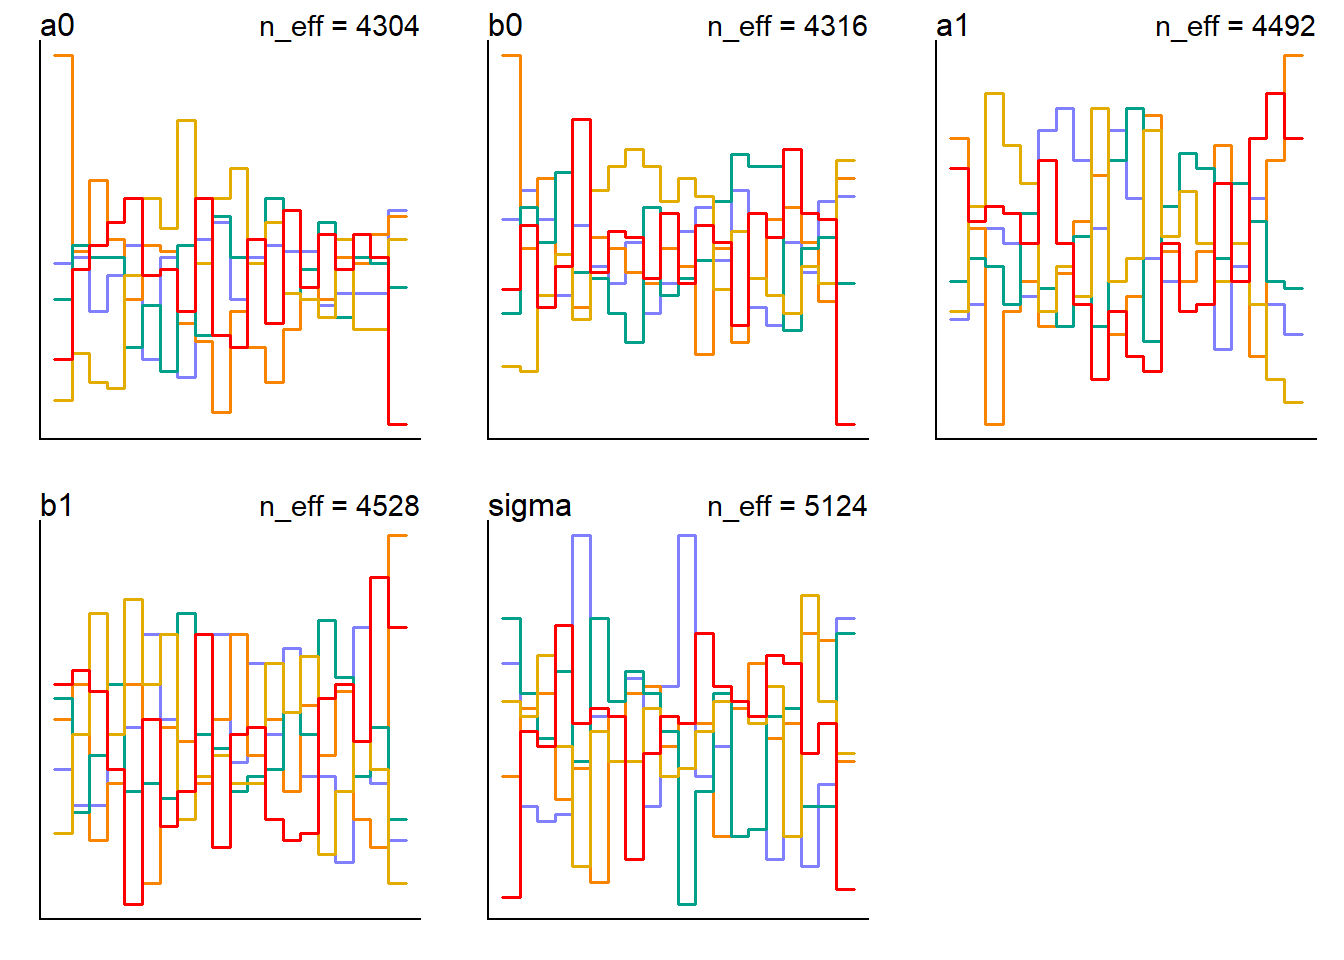 a0 n_eff = 4304
b0 n_eff = 4316
a1 n_eff = 4492
b1 n_eff = 4528
sigma n_eff = 5124